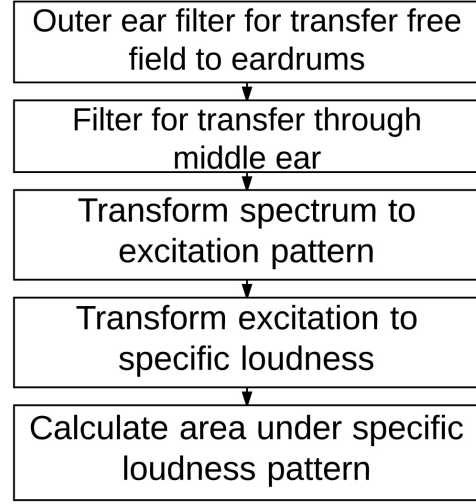 Outer ear filter for transfer free
field to eardrums
Filter for transfer through
middle ear
Transform spectrum to
excitation pattern
Transform excitation to
specific loudness
Calculate area under specific
loudness pattern